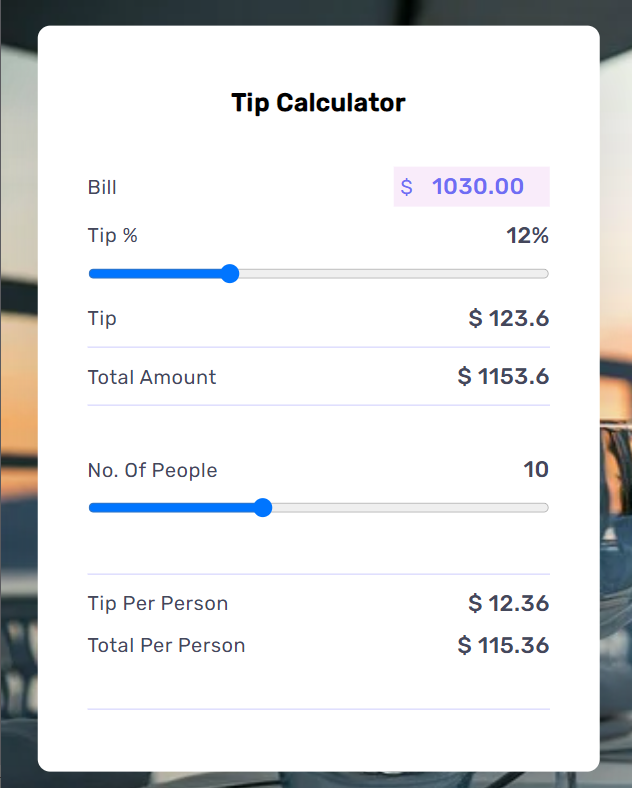 Tip Calculator
Bill $ 1030.00
Tip % 12%
Tip $ 123.6
Total Amount $ 1153.6
No. Of People 10
Tip Per Person $ 12.36
Total Per Person $ 115.36